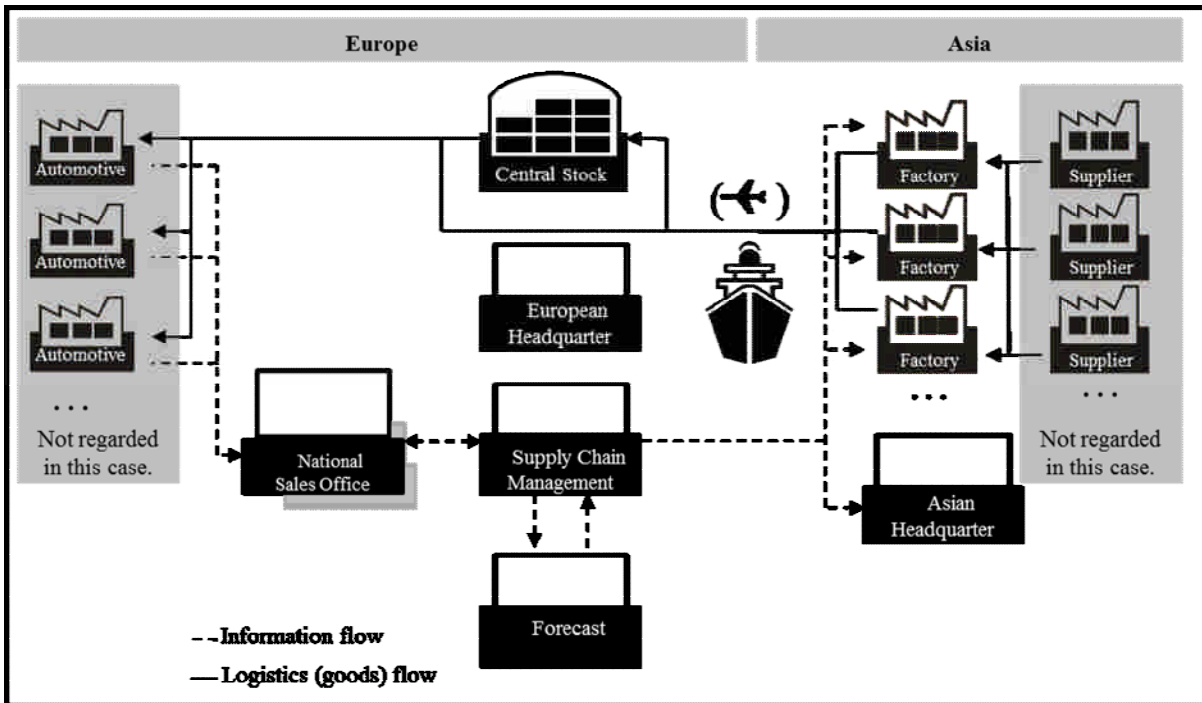 Europe
Asia
Automotive
Automotive
Automotive
. . .
Not regarded
in this case.
Central Stock
European
Headquarter
National
Sales Office
Supply Chain
Management
Forecast
( )
Factory
Factory
Factory
...
Asian
Headquarter
Supplier
Supplier
Supplier
. . .
Not regarded
in this case.
Information flow
Logistics (goods) flow